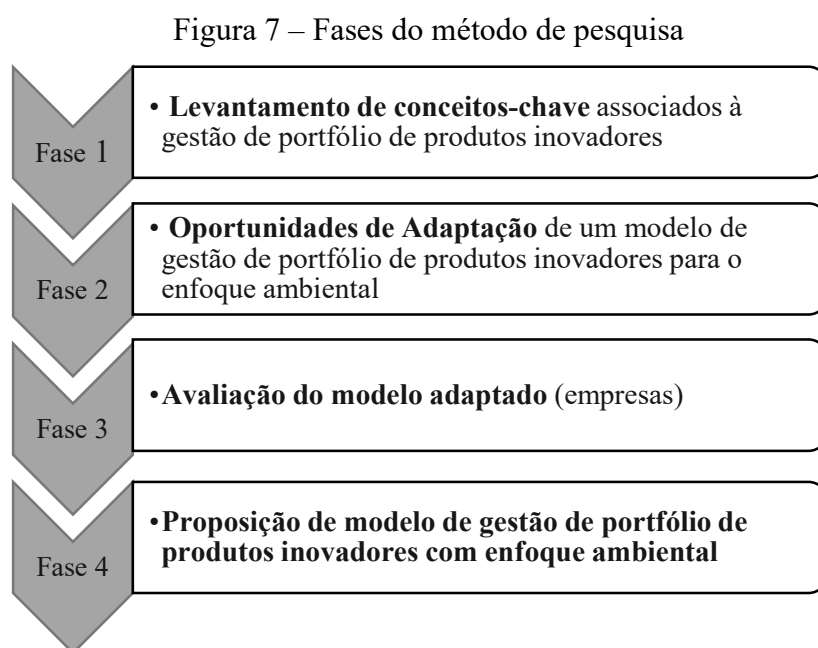 Figura 7 – Fases do método de pesquisa
Fase 1
• Levantamento de conceitos-chave associados à
gestão de portfólio de produtos inovadores
Fase 2
• Oportunidades de Adaptação de um modelo de
gestão de portfólio de produtos inovadores para o
enfoque ambiental
Fase 3
•Avaliação do modelo adaptado (empresas)
Fase 4
•Proposição de modelo de gestão de portfólio de
produtos inovadores com enfoque ambiental